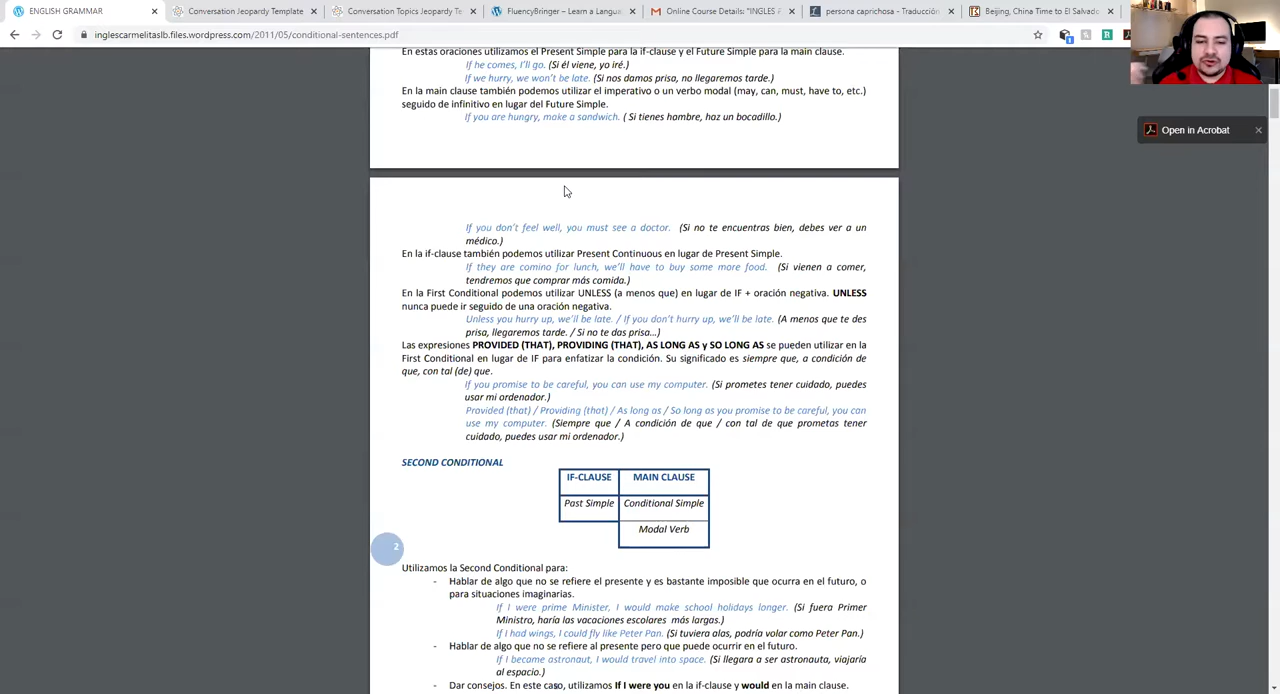 ENGLISH GRAMMAR
Conversation Jeopardy Template
Conversation Topics Jeopardy Te
FluencyBringer – Learn a Langu
Online Course Details: "INGLES
persona caprichosa - Traducción
Beijing, China Time to El Salvado
inglescarmelitaslb.files.wordpress.com/2011/05/conditional-sentences.pdf
Open in Acrobat
En estas oraciones utilizamos el Present Simple para la if-clause y el Future Simple para la main clause.
If he comes, I'll go. (Si él viene, yo iré.)
If we hurry, we won't be late. (Si nos damos prisa, no llegaremos tarde.)
En la main clause también podemos utilizar el imperativo o un verbo modal (may, can, must, have to, etc.)
seguido de infinitivo en lugar del Future Simple.
If you are hungry, make a sandwich. ( Si tienes hambre, haz un bocadillo.)
If you don't feel well, you must see a doctor. (Si no te encuentras bien, debes ver a un
médico.)
En la if-clause también podemos utilizar Present Continuous en lugar de Present Simple.
If they are comino for lunch, we'll have to buy some more food. (Si vienen a comer,
tendremos que comprar más comida.)
En la First Conditional podemos utilizar UNLESS (a menos que) en lugar de IF + oración negativa. UNLESS
nunca puede ir seguido de una oración negativa.
Unless you hurry up, we'll be late. / If you don't hurry up, we'll be late. (A menos que te des
prisa, llegaremos tarde. / Si no te das prisa…)
Las expresiones PROVIDED (THAT), PROVIDING (THAT), AS LONG AS y SO LONG AS se pueden utilizar en la
First Conditional en lugar de IF para enfatizar la condición. Su significado es siempre que, a condición de
que, con tal (de) que.
If you promise to be careful, you can use my computer. (Si prometes tener cuidado, puedes
usar mi ordenador.)
Provided (that) / Providing (that) / As long as / So long as you promise to be careful, you can
use my computer. (Siempre que / A condición de que / con tal de que prometas tener
cuidado, puedes usar mi ordenador.)
SECOND CONDITIONAL
IF-CLAUSE MAIN CLAUSE
Past Simple Conditional Simple
Modal Verb
2
Utilizamos la Second Conditional para:
- Hablar de algo que no se refiere el presente y es bastante imposible que ocurra en el futuro, o
para situaciones imaginarias.
If I were prime Minister, I would make school holidays longer. (Si fuera Primer
Ministro, haría las vacaciones escolares más largas.)
If I had wings, I could fly like Peter Pan. (Si tuviera alas, podría volar como Peter Pan.)
- Hablar de algo que no se refiere al presente pero que puede ocurrir en el futuro.
If I became astronaut, I would travel into space. (Si llegara a ser astronauta, viajaría
al espacio.)
- Dar consejos. En este caso, utilizamos If I were you en la if-clause y would en la main clause.